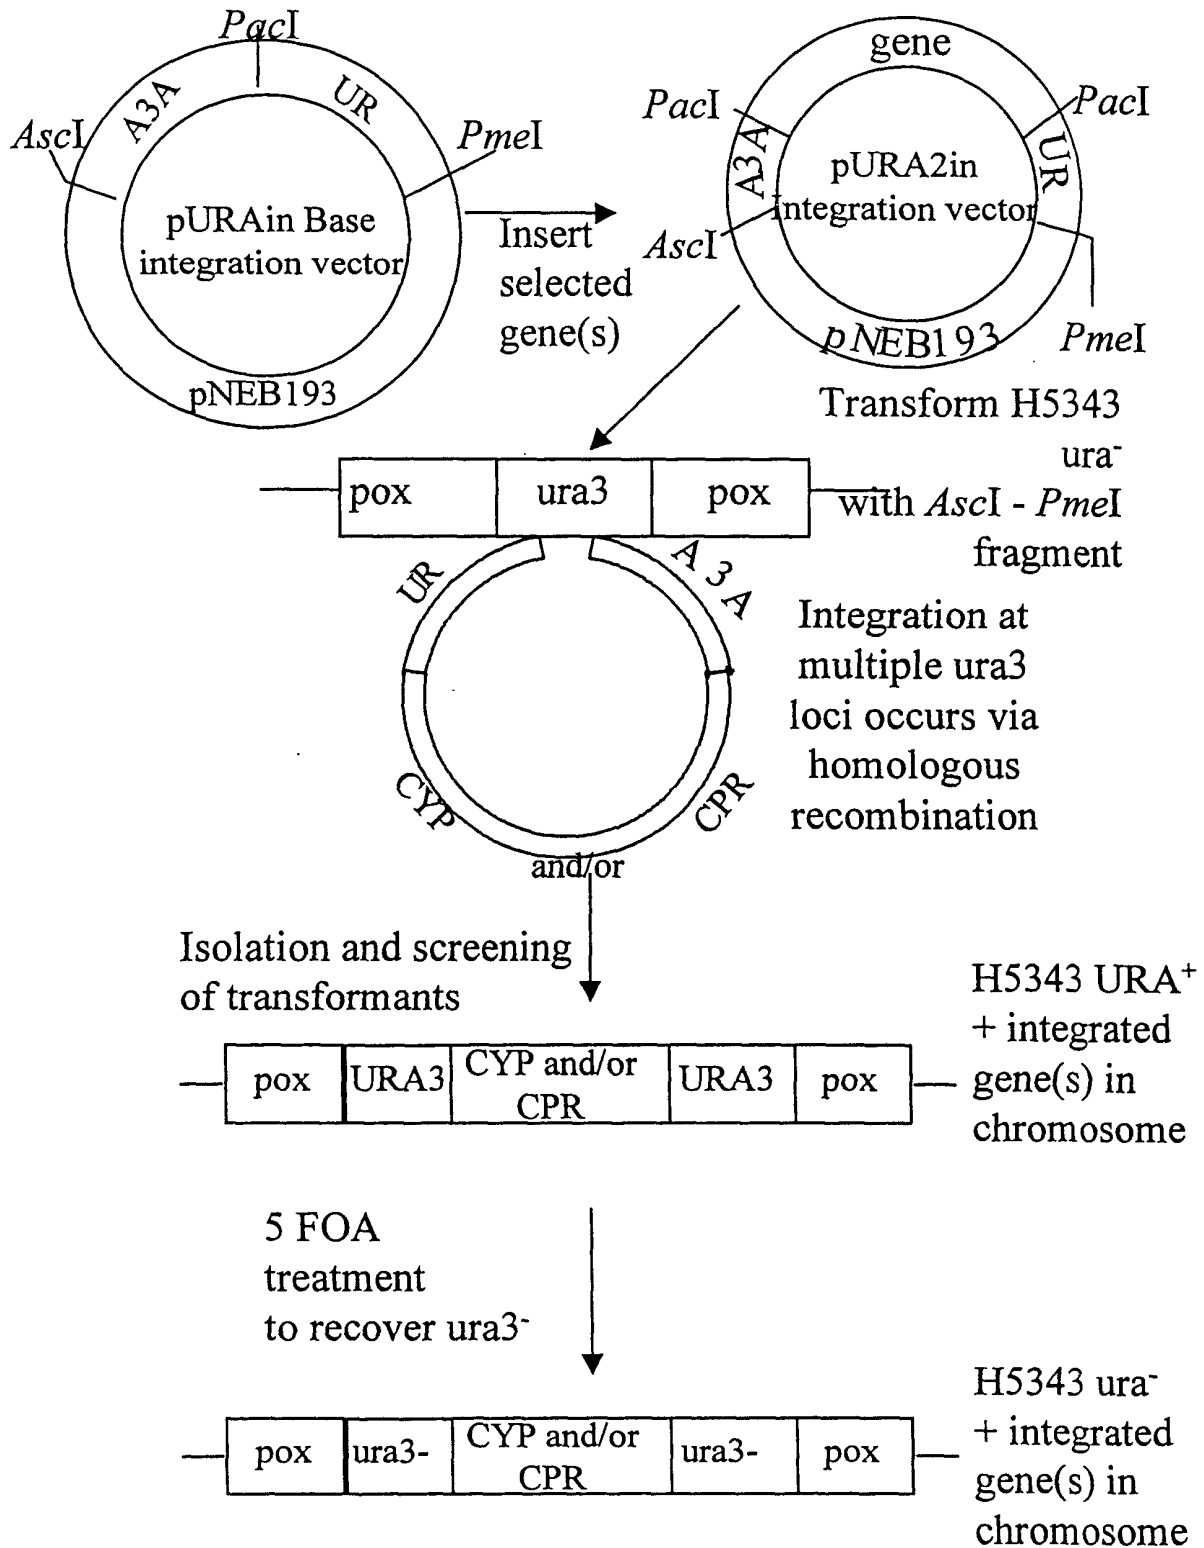 PacI
A3A
UR
AscI
PmeI
pURAin Base
integration vector
pNEB193
Insert
selected
gene(s)
gene
PacI
PacI
A3A
UR
pURA2in
integration vector
AscI
pNEB193
PmeI
Transform H5343
ura-
with AscI - PmeI
fragment
pox
ura3
pox
UR
A 3 A
Integration at
multiple ura3
loci occurs via
homologous
recombination
CYP
CPR
and/or
Isolation and screening
of transformants
H5343 URA+
+ integrated
gene(s) in
chromosome
pox
URA3
CYP and/or
CPR
URA3
pox
5 FOA
treatment
to recover ura3-
H5343 ura-
+ integrated
gene(s) in
chromosome
pox
ura3-
CYP and/or
CPR
ura3-
pox